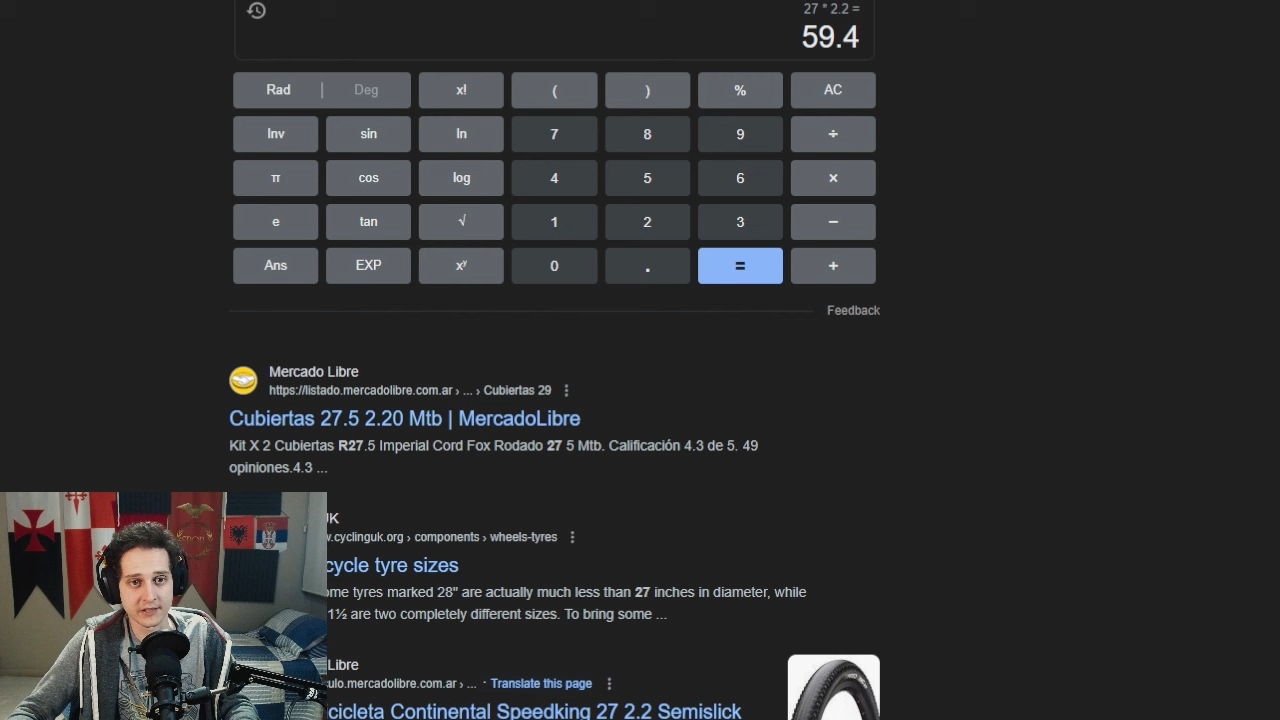 27 * 2.2 =
59.4
Rad | Deg x! ( ) % AC
Inv sin ln 7 8 9 ÷
π cos log 4 5 6 ×
e tan √ 1 2 3 −
Ans EXP xʸ 0 . = +
Feedback
Mercado Libre
https://listado.mercadolibre.com.ar › ... › Cubiertas 29
Cubiertas 27.5 2.20 Mtb | MercadoLibre
Kit X 2 Cubiertas R27.5 Imperial Cord Fox Rodado 27 5 Mtb. Calificación 4.3 de 5. 49
opiniones.4.3 ...
UK
w.cyclinguk.org › components › wheels-tyres
cycle tyre sizes
ome tyres marked 28" are actually much less than 27 inches in diameter, while
1½ are two completely different sizes. To bring some ...
Libre
culo.mercadolibre.com.ar › ... · Translate this page
cicleta Continental Speedking 27 2.2 Semislick